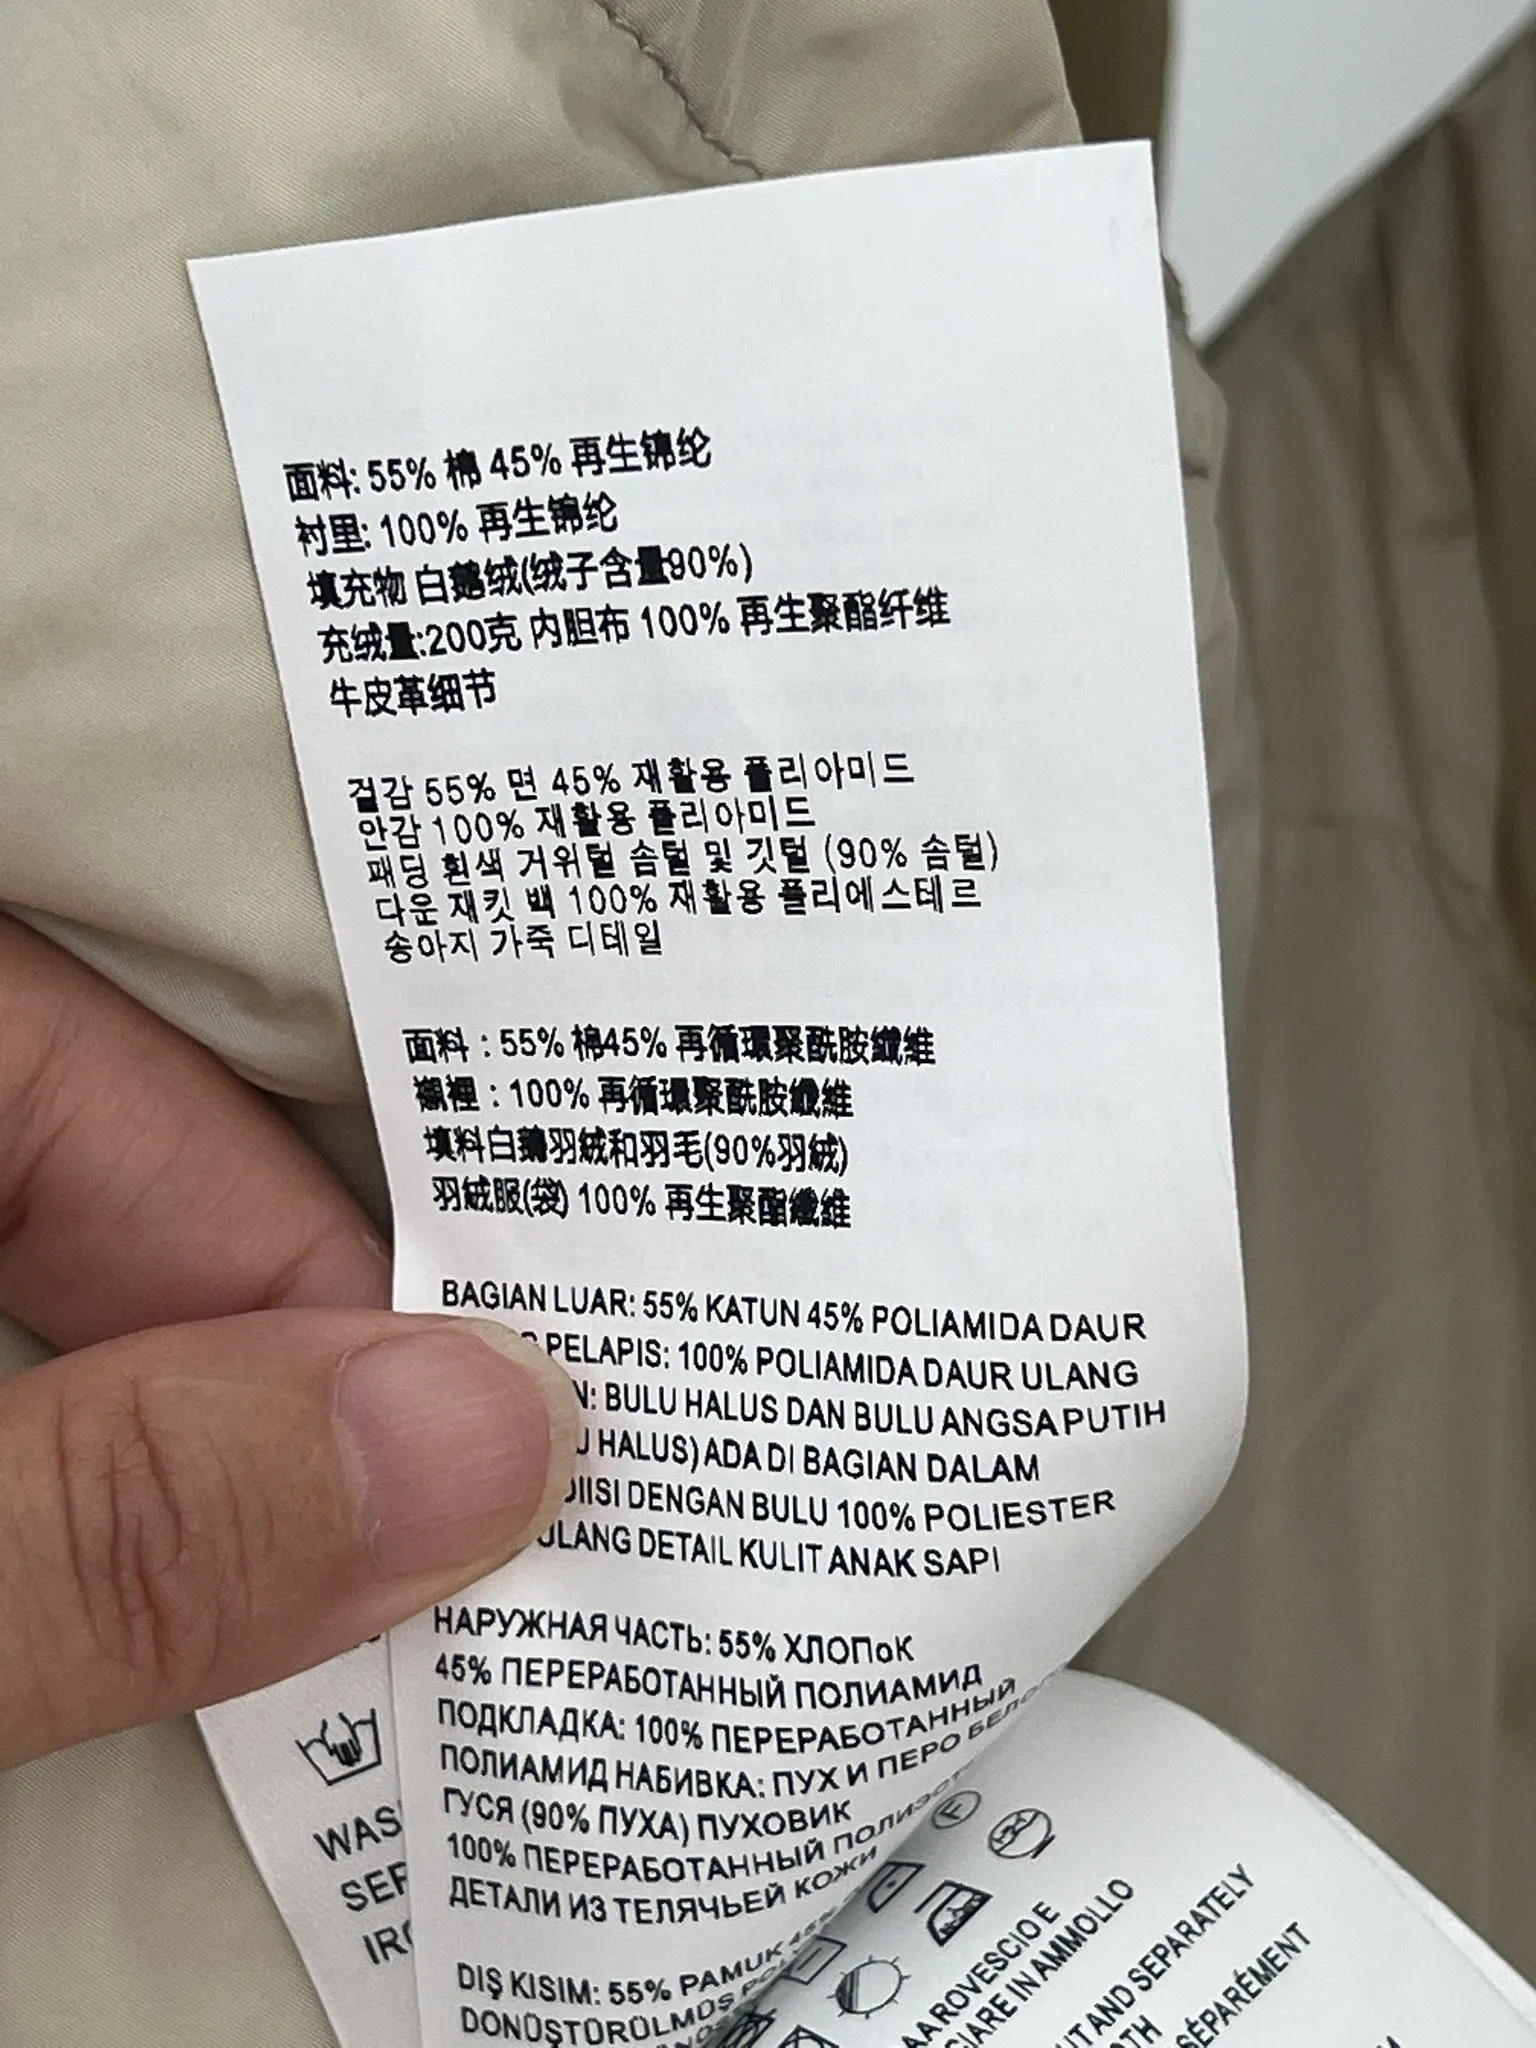 面料: 55% 棉 45% 再生锦纶
衬里: 100% 再生锦纶
填充物 白鹅绒(绒子含量90%)
充绒量:200克 内胆布 100% 再生聚酯纤维
牛皮革细节
겉감 55% 면 45% 재활용 폴리아미드
안감 100% 재활용 폴리아미드
패딩 흰색 거위털 솜털 및 깃털 (90% 솜털)
다운 재킷 백 100% 재활용 폴리에스테르
송아지 가죽 디테일
面料 : 55% 棉45% 再循環聚酰胺纖維
襯裡 : 100% 再循環聚酰胺纖維
填料白鵝羽絨和羽毛(90%羽絨)
羽絨服(袋) 100% 再生聚酯纖維
BAGIAN LUAR: 55% KATUN 45% POLIAMIDA DAUR
PELAPIS: 100% POLIAMIDA DAUR ULANG
BULU HALUS DAN BULU ANGSA PUTIH
HALUS) ADA DI BAGIAN DALAM
DIISI DENGAN BULU 100% POLIESTER
ULANG DETAIL KULIT ANAK SAPI
НАРУЖНАЯ ЧАСТЬ: 55% ХЛОПоК
45% ПЕРЕРАБОТАННЫЙ ПОЛИАМИД
ПОДКЛАДКА: 100% ПЕРЕРАБОТАННЫЙ
ПОЛИАМИД НАБИВКА: ПУХ И ПЕРО
ГУСЯ (90% ПУХА) ПУХОВИК
100% ПЕРЕРАБОТАННЫЙ
ДЕТАЛИ ИЗ ТЕЛЯЧЬЕЙ КОЖИ
DIŞ KISIM: 55% PAMUK 45%
DÖNÜŞTÜRÜLMÜŞ
F
AROVESCIO E
IN AMMOLLO
AND SEPARATELY
SÉPARÉMENT